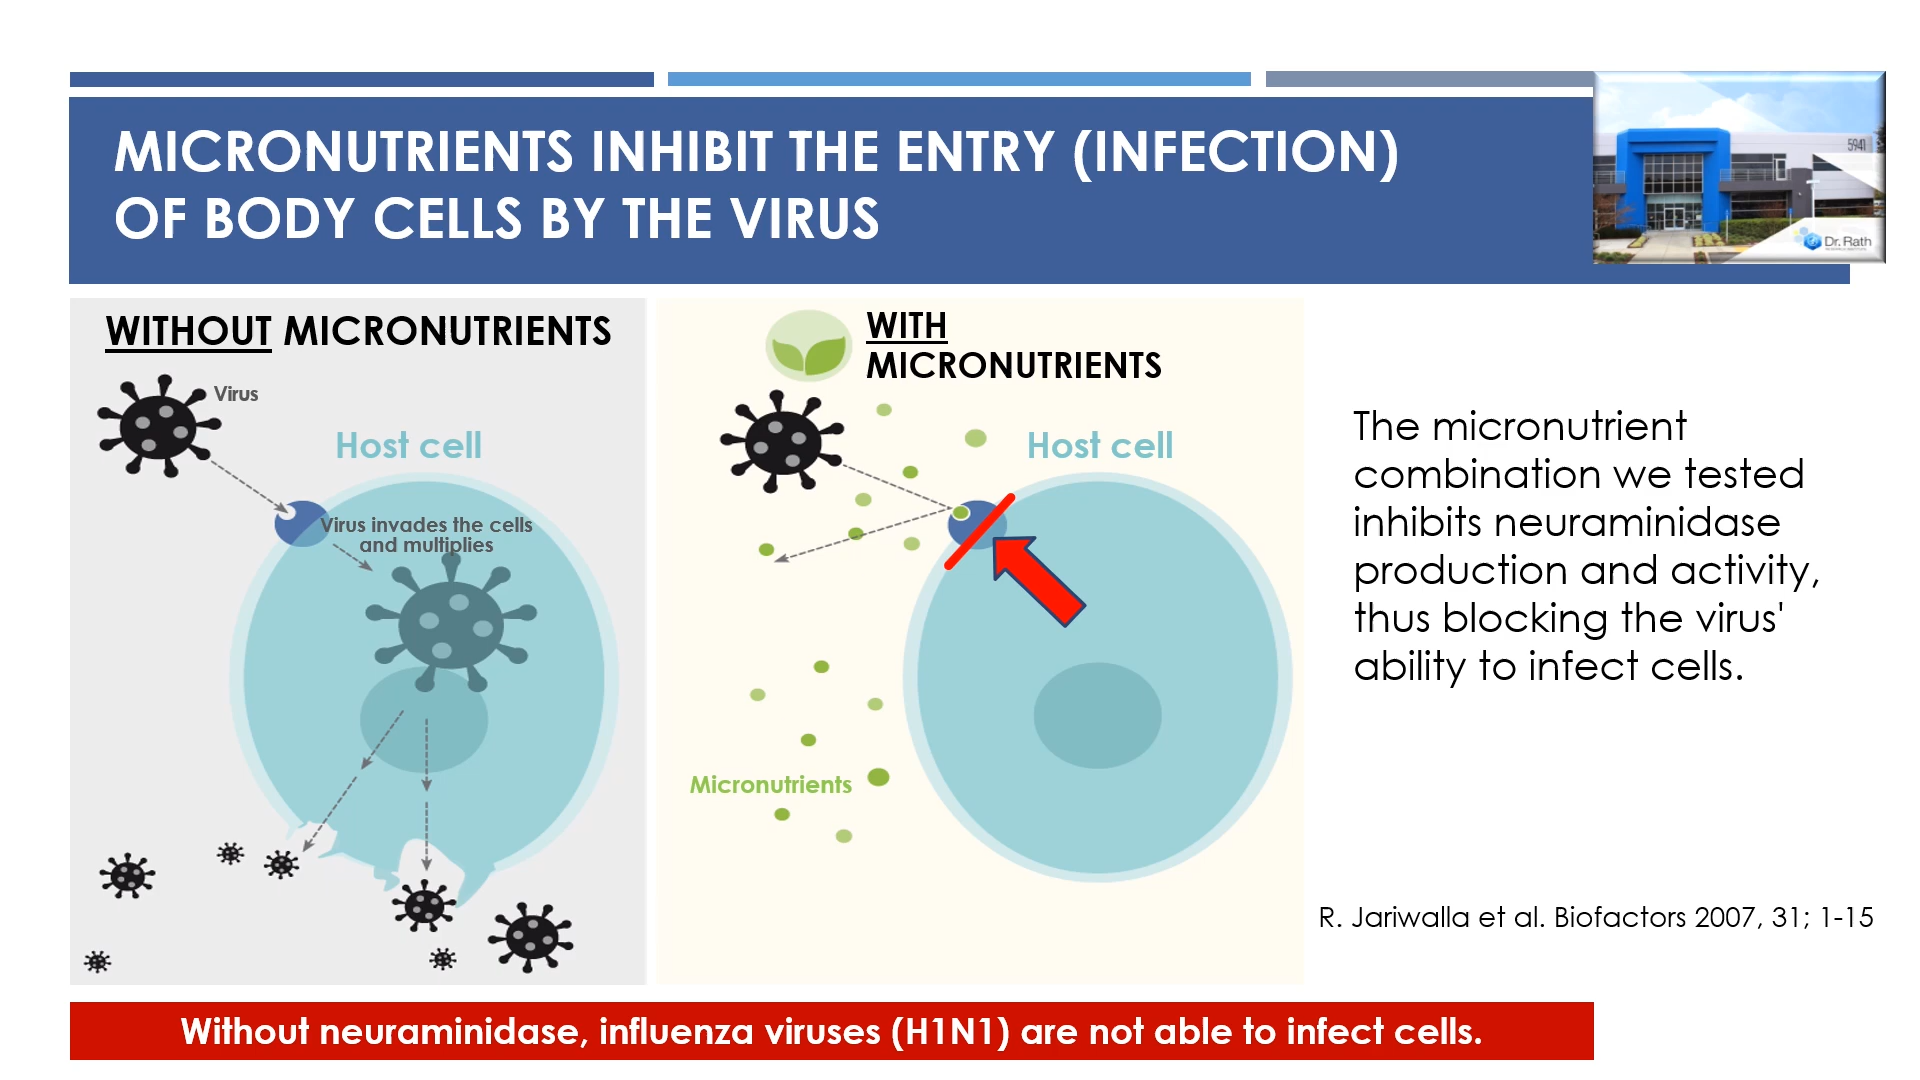 MICRONUTRIENTS INHIBIT THE ENTRY (INFECTION)
OF BODY CELLS BY THE VIRUS
5941
Dr. Rath
WITHOUT MICRONUTRIENTS
Virus
Host cell
Virus invades the cells
and multiplies
WITH
MICRONUTRIENTS
Host cell
Micronutrients
The micronutrient
combination we tested
inhibits neuraminidase
production and activity,
thus blocking the virus'
ability to infect cells.
R. Jariwalla et al. Biofactors 2007, 31; 1-15
Without neuraminidase, influenza viruses (H1N1) are not able to infect cells.